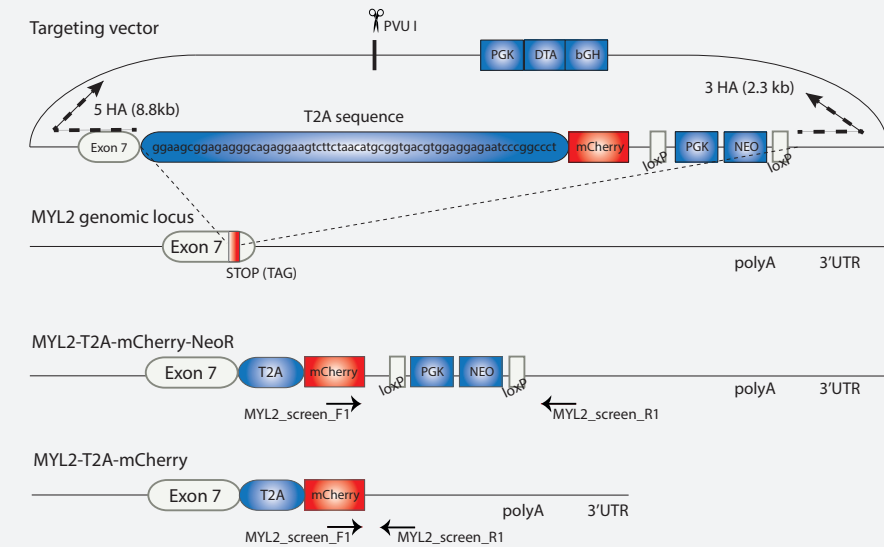 Targeting vector
PVU I
PGK DTA bGH
5 HA (8.8kb)
3 HA (2.3 kb)
T2A sequence
Exon 7 ggaagcggagagggcagaggaagtcttctaacatgcggtgacgtggaggagaatcccggccct mCherry loxP PGK NEO loxP
MYL2 genomic locus
Exon 7
STOP (TAG)
polyA 3'UTR
MYL2-T2A-mCherry-NeoR
Exon 7 T2A mCherry loxP PGK NEO loxP
polyA 3'UTR
MYL2_screen_F1 MYL2_screen_R1
MYL2-T2A-mCherry
Exon 7 T2A mCherry
polyA 3'UTR
MYL2_screen_F1 MYL2_screen_R1